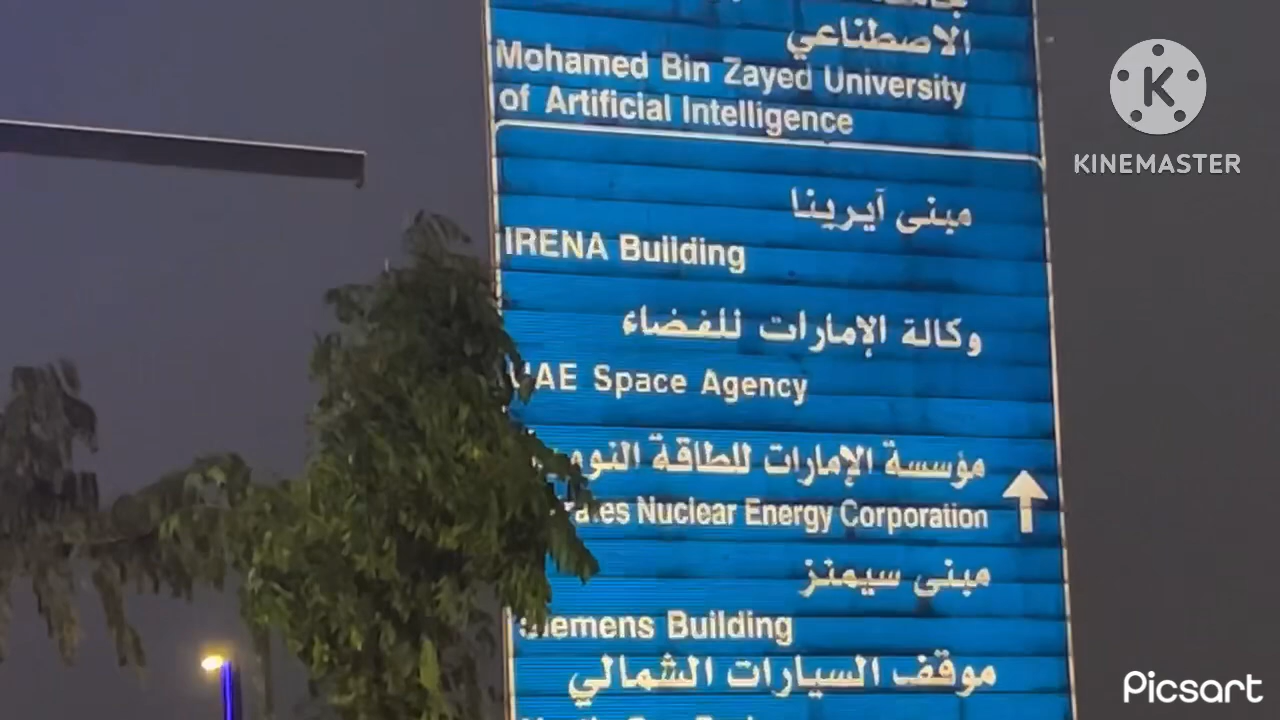 الاصطناعي
Mohamed Bin Zayed University
of Artificial Intelligence
مبنى آيرينا
IRENA Building
وكالة الإمارات للفضاء
UAE Space Agency
مؤسسة الإمارات للطاقة
Nuclear Energy Corporation
مبنى سيمنز
Siemens Building
موقف السيارات الشمالي
K
KINEMASTER
Picsart